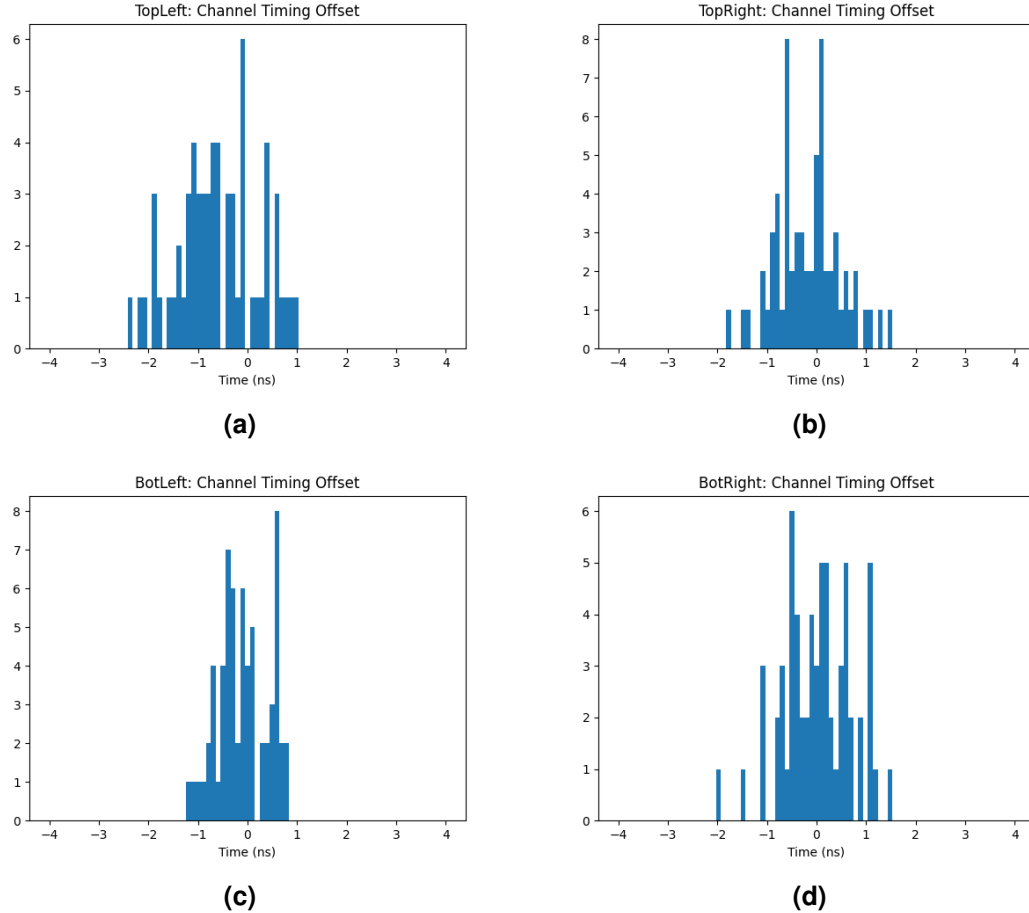 TopLeft: Channel Timing Offset
6
5
4
3
2
1
0
−4 −3 −2 −1 0 1 2 3 4
Time (ns)
(a)
TopRight: Channel Timing Offset
8
7
6
5
4
3
2
1
0
−4 −3 −2 −1 0 1 2 3 4
Time (ns)
(b)
BotLeft: Channel Timing Offset
8
7
6
5
4
3
2
1
0
−4 −3 −2 −1 0 1 2 3 4
Time (ns)
(c)
BotRight: Channel Timing Offset
6
5
4
3
2
1
0
−4 −3 −2 −1 0 1 2 3 4
Time (ns)
(d)